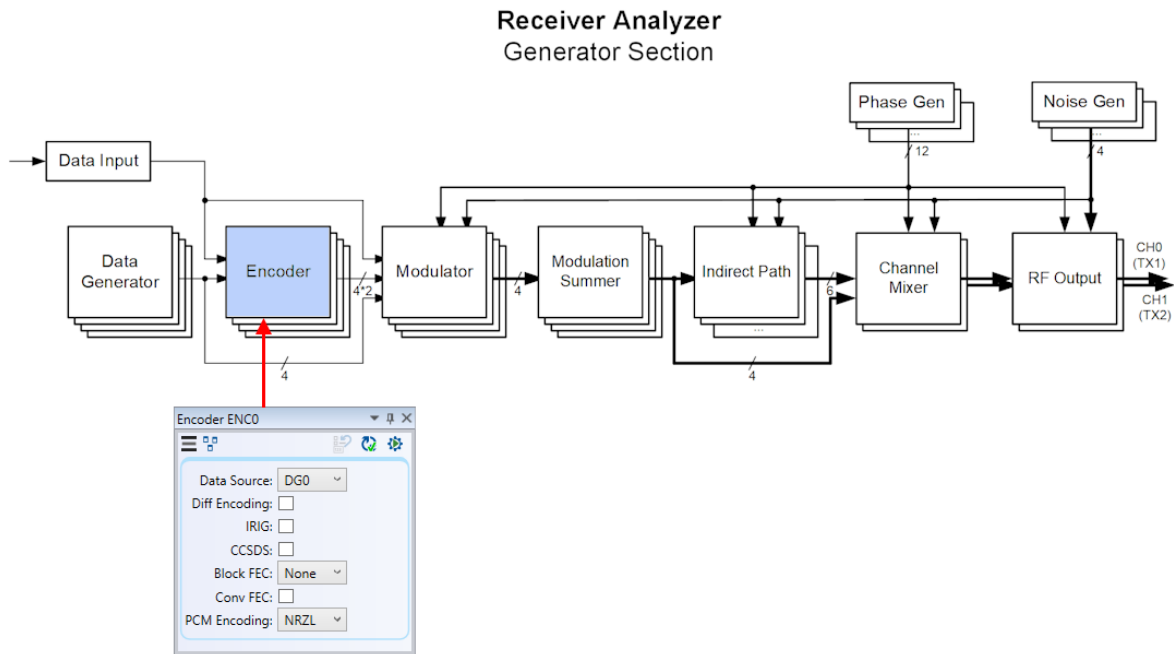 Receiver Analyzer
Generator Section
Phase Gen
...
12
Noise Gen
...
4
Data Input
Data
Generator
Encoder
4*2
4
Modulator
4
Modulation
Summer
4
Indirect Path
...
6
Channel
Mixer
RF Output
CH0
(TX1)
CH1
(TX2)
Encoder ENC0
Data Source: DG0
Diff Encoding:
IRIG:
CCSDS:
Block FEC: None
Conv FEC:
PCM Encoding: NRZL